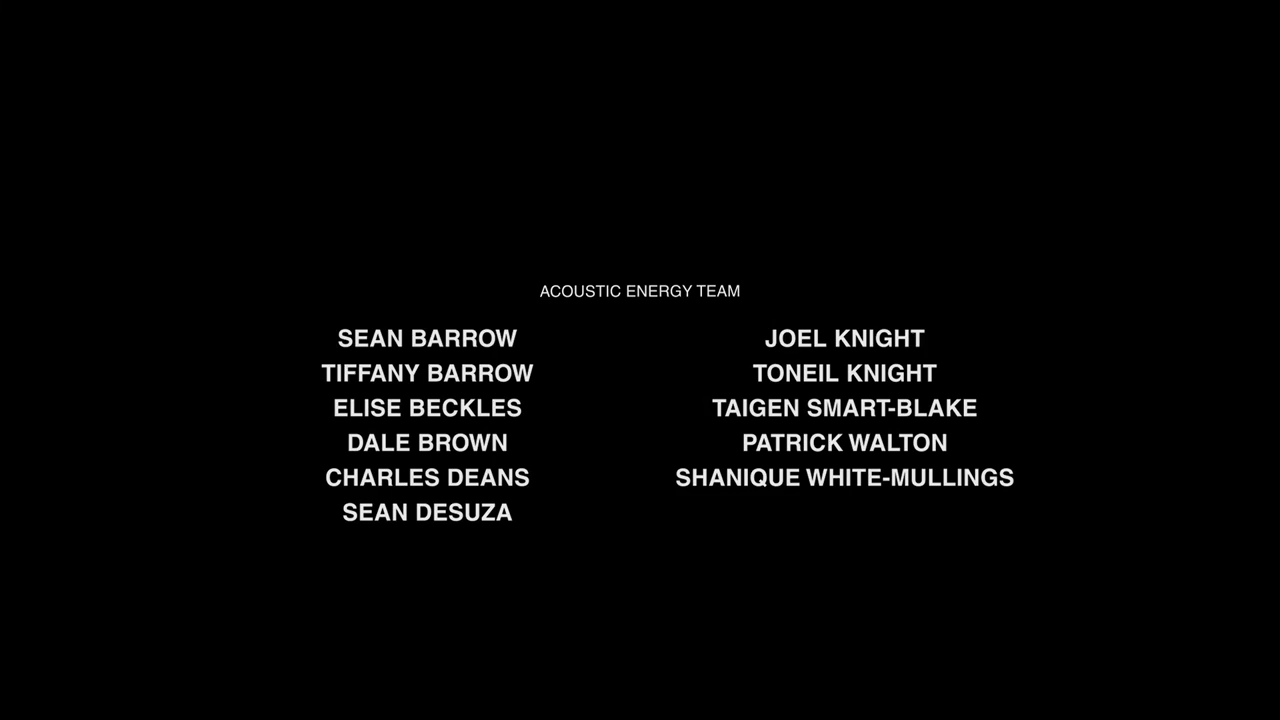 ACOUSTIC ENERGY TEAM
SEAN BARROW
TIFFANY BARROW
ELISE BECKLES
DALE BROWN
CHARLES DEANS
SEAN DESUZA
JOEL KNIGHT
TONEIL KNIGHT
TAIGEN SMART-BLAKE
PATRICK WALTON
SHANIQUE WHITE-MULLINGS